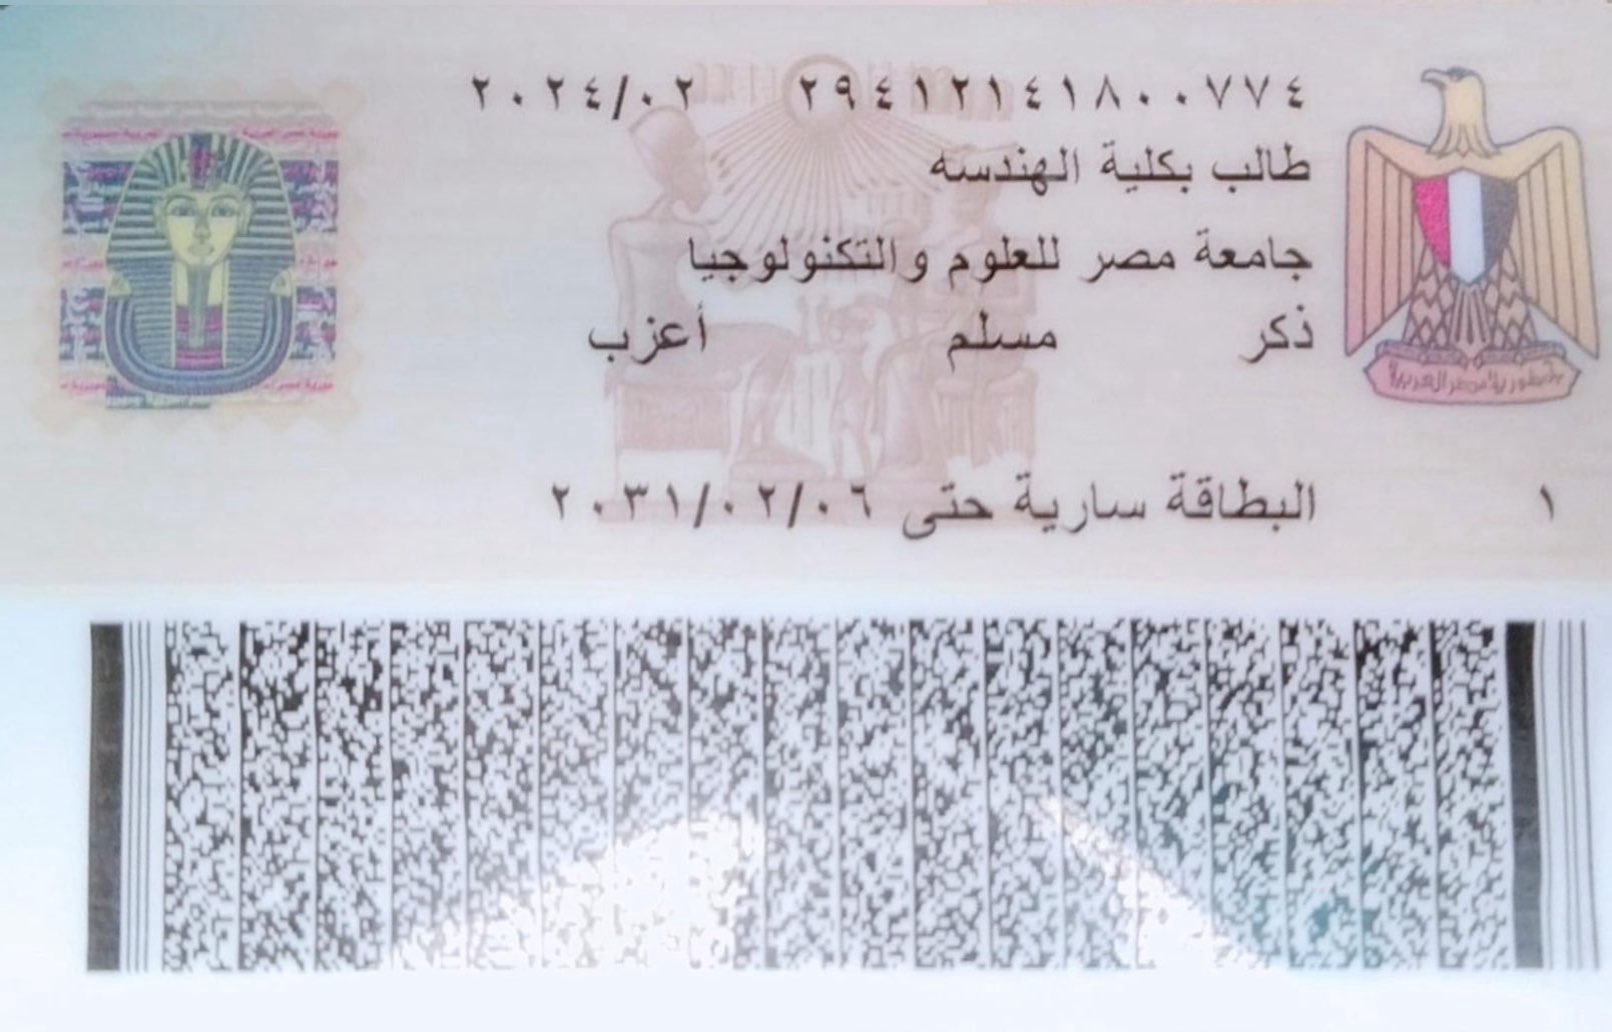 ٢٩٤١٢١٤١٨٠٠٧٧٤ ٢٠٢٤/٠٢
طالب بكلية الهندسه
جامعة مصر للعلوم والتكنولوجيا
ذكر مسلم أعزب
جمهورية مصر العربية
١ البطاقة سارية حتى ٢٠٣١/٠٢/٠٦